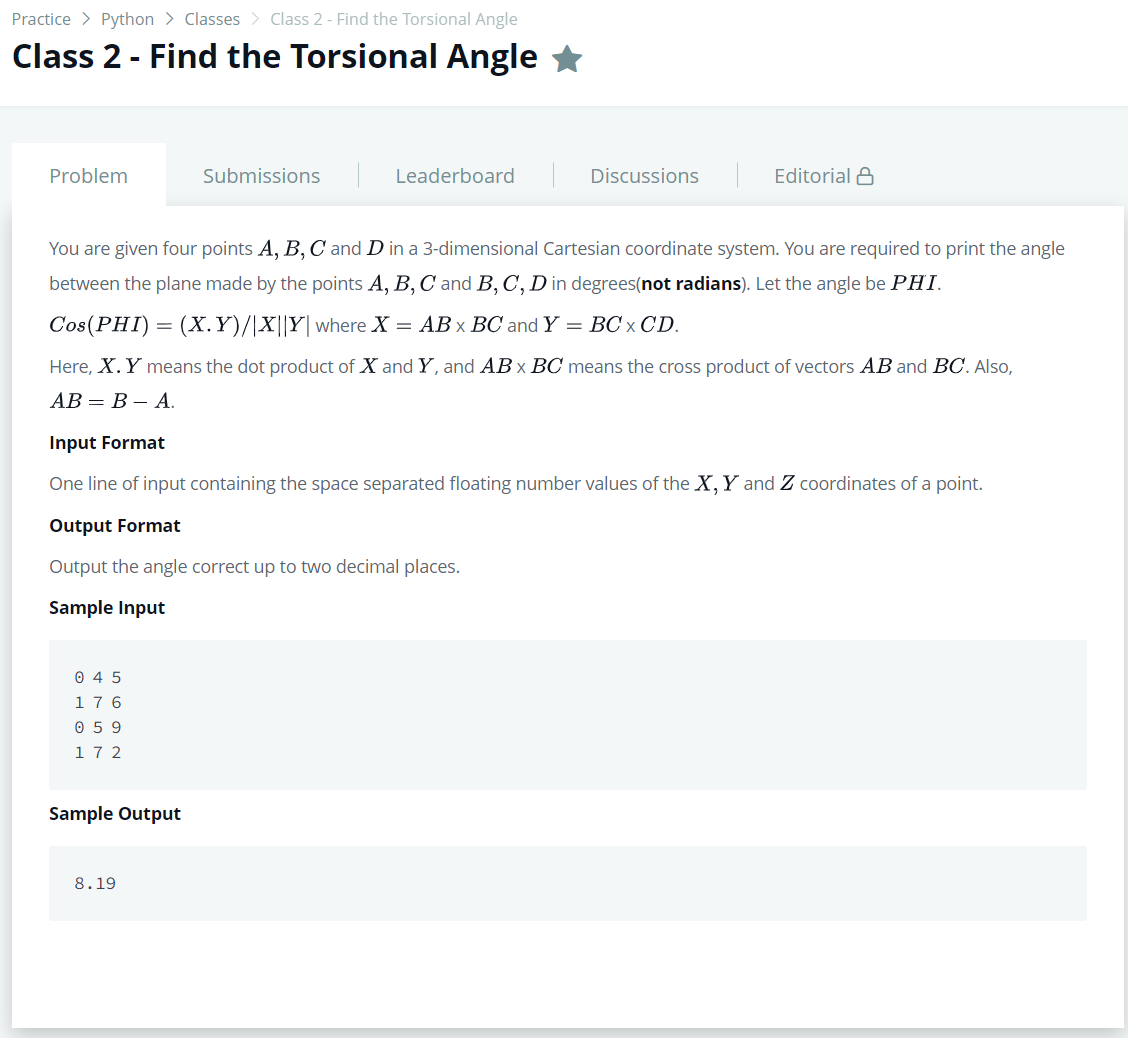 Practice > Python > Classes > Class 2 - Find the Torsional Angle
Class 2 - Find the Torsional Angle
Problem
Submissions
Leaderboard
Discussions
Editorial
You are given four points A, B, C and D in a 3-dimensional Cartesian coordinate system. You are required to print the angle
between the plane made by the points A, B, C and B, C, D in degrees(not radians). Let the angle be PHI.
Cos(PHI) = (X.Y)/|X||Y| where X = AB x BC and Y = BC x CD.
Here, X.Y means the dot product of X and Y, and AB x BC means the cross product of vectors AB and BC. Also,
AB = B − A.
Input Format
One line of input containing the space separated floating number values of the X, Y and Z coordinates of a point.
Output Format
Output the angle correct up to two decimal places.
Sample Input
0 4 5
1 7 6
0 5 9
1 7 2
Sample Output
8.19